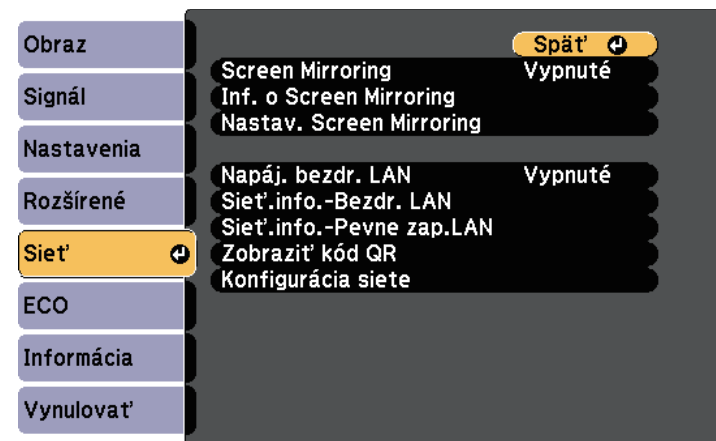 Obraz
Signál
Nastavenia
Rozšírené
Sieť
ECO
Informácia
Vynulovať
Späť
Screen Mirroring Vypnuté
Inf. o Screen Mirroring
Nastav. Screen Mirroring
Napáj. bezdr. LAN Vypnuté
Sieť.info.-Bezdr. LAN
Sieť.info.-Pevne zap.LAN
Zobraziť kód QR
Konfigurácia siete